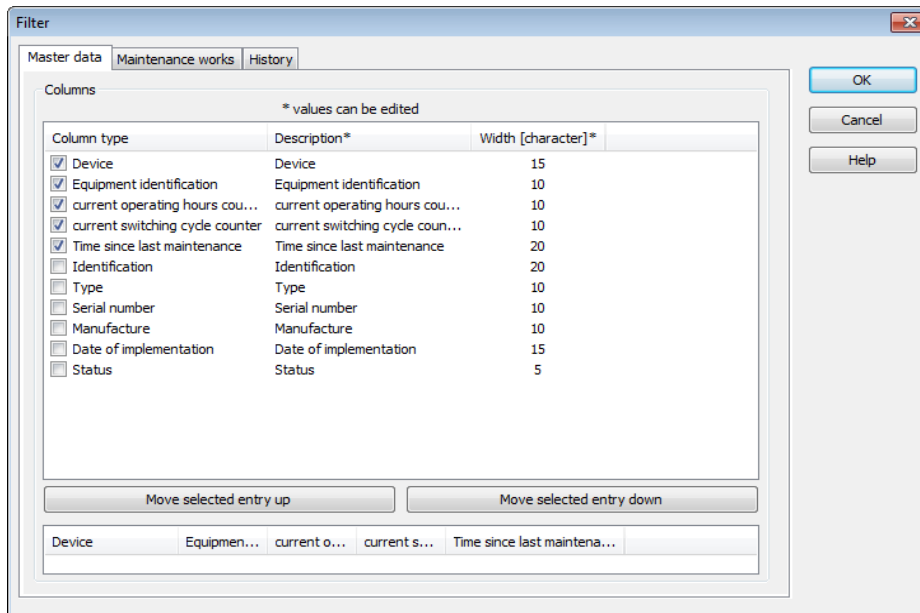 Filter
Master data Maintenance works History
OK
Columns
* values can be edited
Cancel
Column type Description* Width [character]*
Help
Device Device 15
Equipment identification Equipment identification 10
current operating hours cou... current operating hours cou... 10
current switching cycle counter current switching cycle coun... 10
Time since last maintenance Time since last maintenance 20
Identification Identification 20
Type Type 10
Serial number Serial number 10
Manufacture Manufacture 10
Date of implementation Date of implementation 15
Status Status 5
Move selected entry up Move selected entry down
Device Equipmen... current o... current s... Time since last maintena...